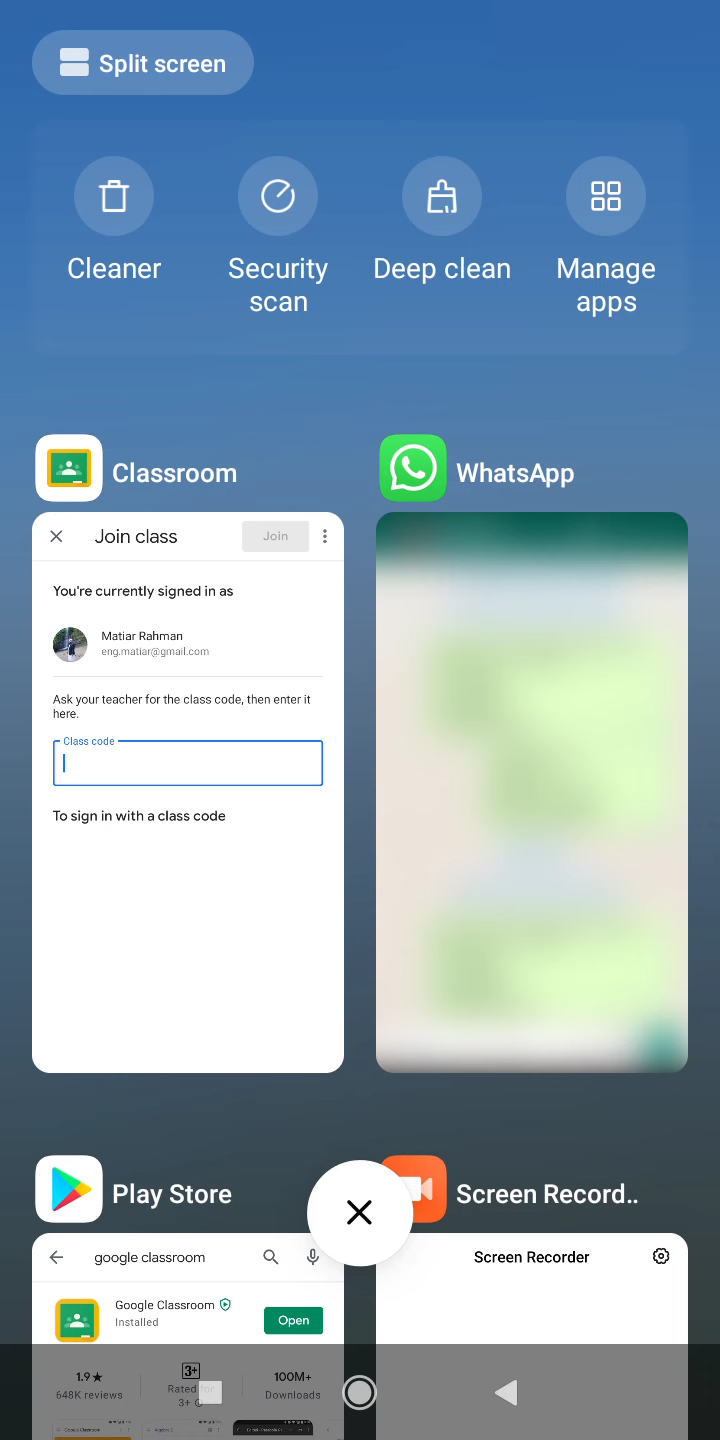 Split screen
Cleaner
Security
scan
Deep clean
Manage
apps
Classroom
WhatsApp
Join class
Join
You're currently signed in as
Matiar Rahman
eng.matiar@gmail.com
Ask your teacher for the class code, then enter it
here.
Class code
To sign in with a class code
Play Store
Screen Record..
google classroom
Screen Recorder
Google Classroom
Installed
Open
1.9★
648K reviews
3+
Rated for
3+
100M+
Downloads